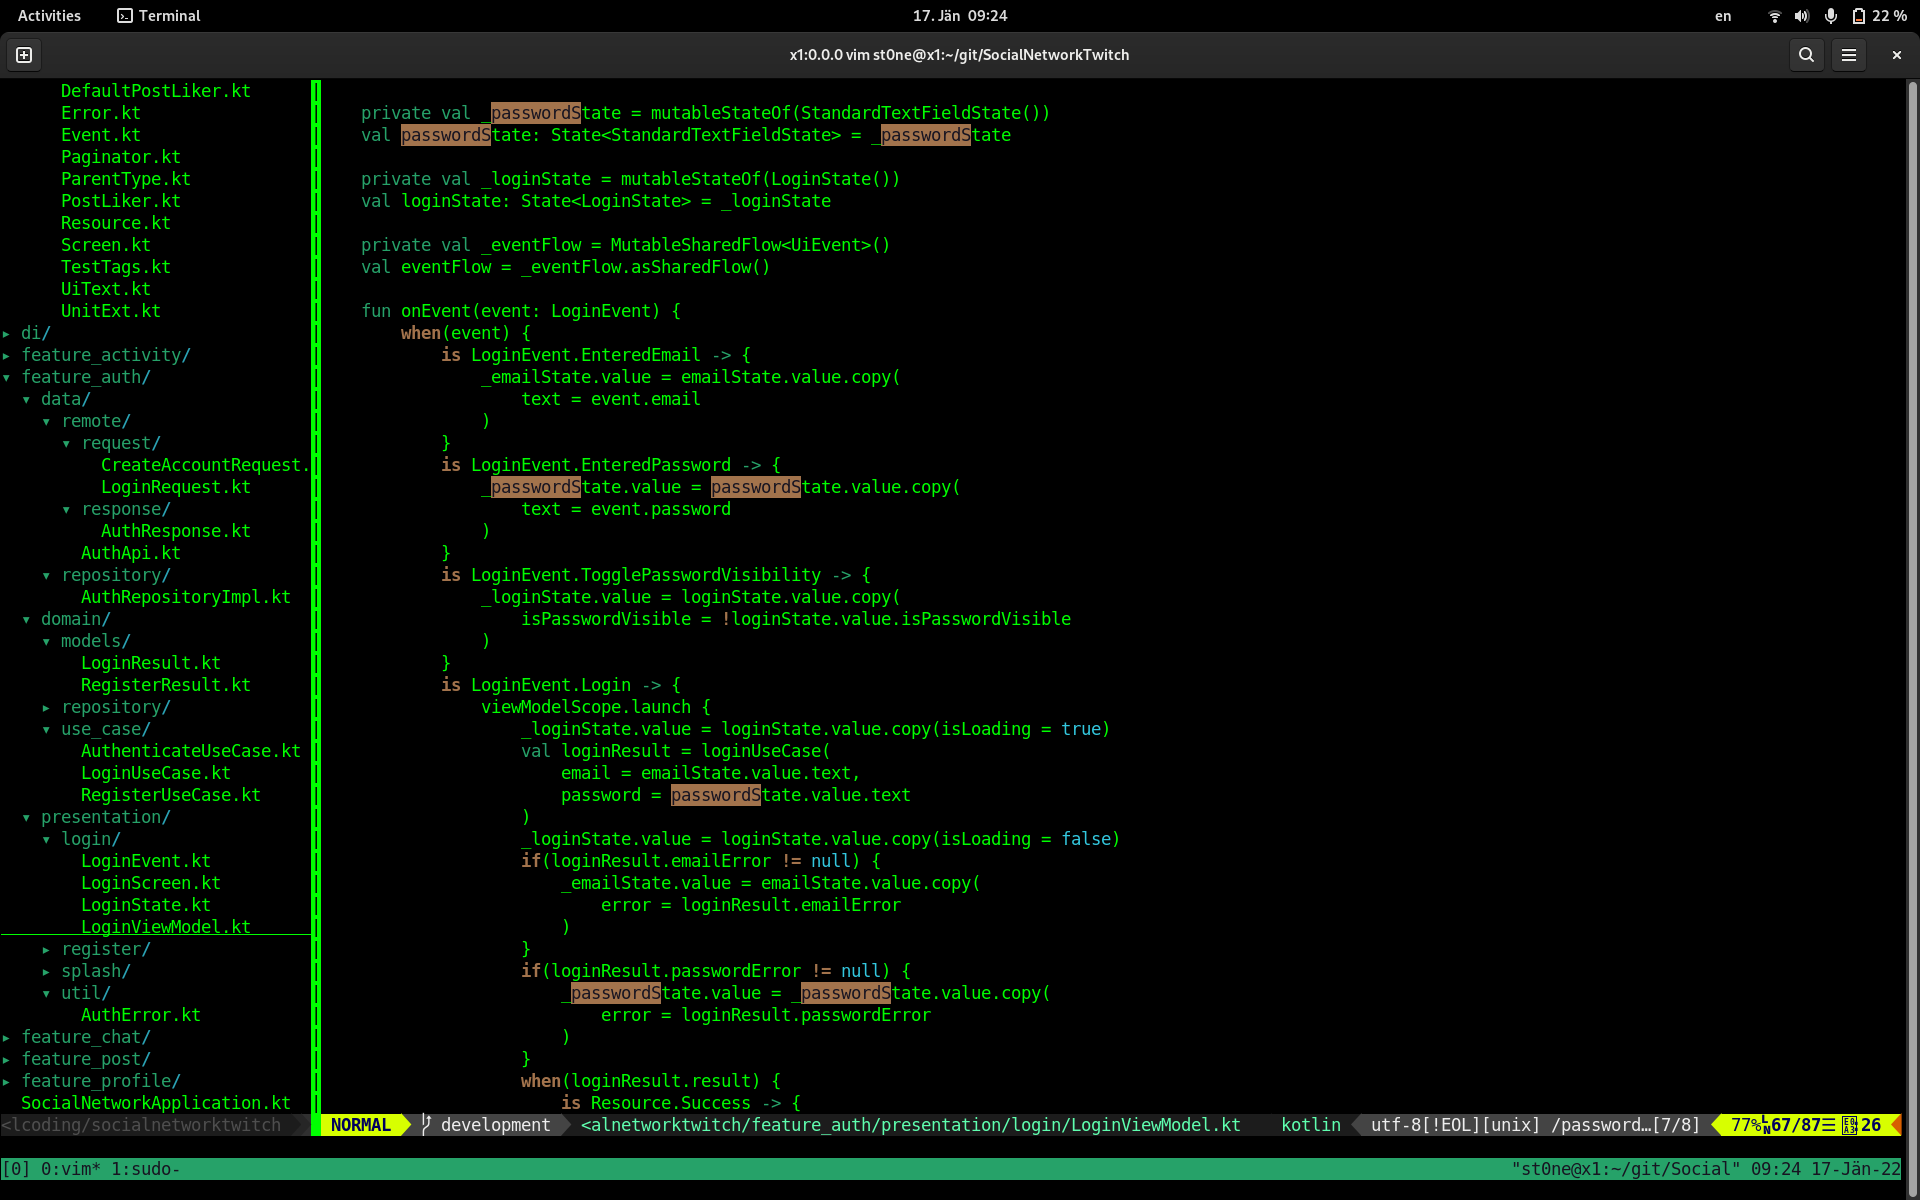 Activities Terminal 17. Jän 09:24 en 22 %
x1:0.0.0 vim st0ne@x1:~/git/SocialNetworkTwitch
DefaultPostLiker.kt
Error.kt
Event.kt
Paginator.kt
ParentType.kt
PostLiker.kt
Resource.kt
Screen.kt
TestTags.kt
UiText.kt
UnitExt.kt
▸ di/
▸ feature_activity/
▾ feature_auth/
▾ data/
▾ remote/
▾ request/
CreateAccountRequest.
LoginRequest.kt
▾ response/
AuthResponse.kt
AuthApi.kt
▾ repository/
AuthRepositoryImpl.kt
▾ domain/
▾ models/
LoginResult.kt
RegisterResult.kt
▸ repository/
▾ use_case/
AuthenticateUseCase.kt
LoginUseCase.kt
RegisterUseCase.kt
▾ presentation/
▾ login/
LoginEvent.kt
LoginScreen.kt
LoginState.kt
LoginViewModel.kt
▸ register/
▸ splash/
▾ util/
AuthError.kt
▸ feature_chat/
▸ feature_post/
▸ feature_profile/
SocialNetworkApplication.kt
private val _passwordState = mutableStateOf(StandardTextFieldState())
val passwordState: State<StandardTextFieldState> = _passwordState
private val _loginState = mutableStateOf(LoginState())
val loginState: State<LoginState> = _loginState
private val _eventFlow = MutableSharedFlow<UiEvent>()
val eventFlow = _eventFlow.asSharedFlow()
fun onEvent(event: LoginEvent) {
when(event) {
is LoginEvent.EnteredEmail -> {
_emailState.value = emailState.value.copy(
text = event.email
)
}
is LoginEvent.EnteredPassword -> {
_passwordState.value = passwordState.value.copy(
text = event.password
)
}
is LoginEvent.TogglePasswordVisibility -> {
_loginState.value = loginState.value.copy(
isPasswordVisible = !loginState.value.isPasswordVisible
)
}
is LoginEvent.Login -> {
viewModelScope.launch {
_loginState.value = loginState.value.copy(isLoading = true)
val loginResult = loginUseCase(
email = emailState.value.text,
password = passwordState.value.text
)
_loginState.value = loginState.value.copy(isLoading = false)
if(loginResult.emailError != null) {
_emailState.value = emailState.value.copy(
error = loginResult.emailError
)
}
if(loginResult.passwordError != null) {
_passwordState.value = _passwordState.value.copy(
error = loginResult.passwordError
)
}
when(loginResult.result) {
is Resource.Success -> {
<lcoding/socialnetworktwitch NORMAL development <alnetworktwitch/feature_auth/presentation/login/LoginViewModel.kt kotlin utf-8[!EOL][unix] /password…[7/8] 77% 67/87☰ 26
[0] 0:vim* 1:sudo- "st0ne@x1:~/git/Social" 09:24 17-Jän-22